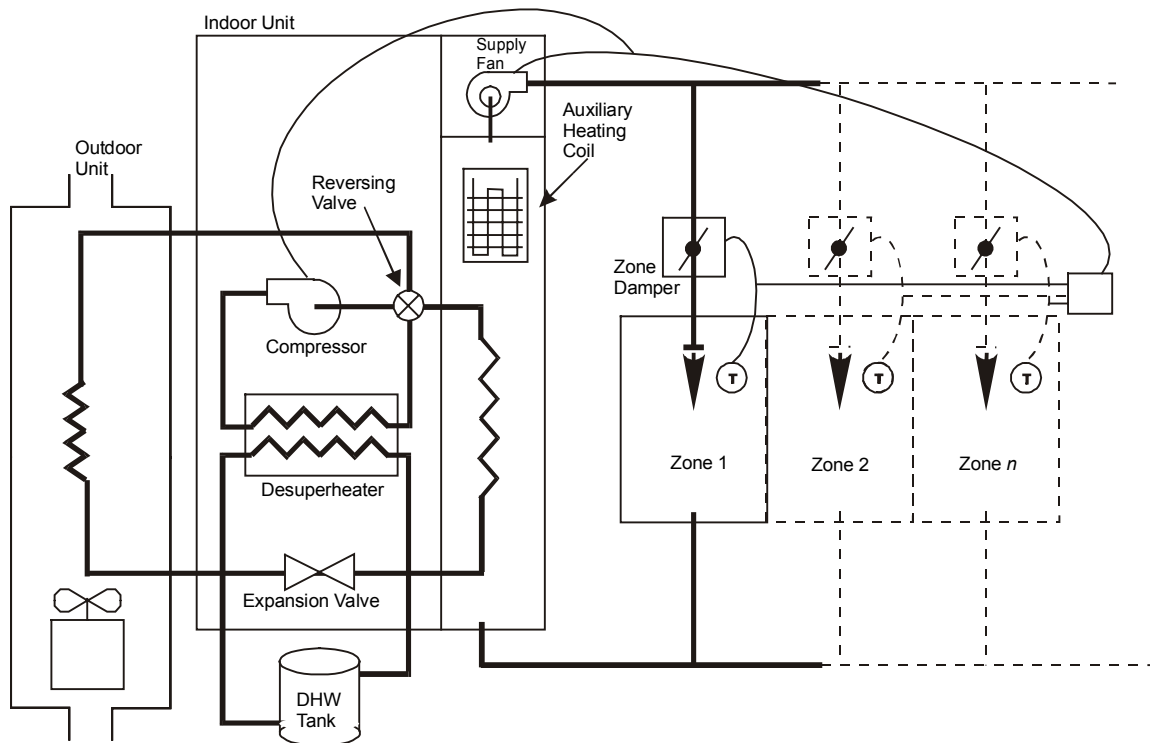 Indoor Unit
Supply
Fan
Auxiliary
Heating
Coil
Outdoor
Unit
Reversing
Valve
Zone
Damper
Compressor
T
T
T
Zone 1
Zone 2
Zone n
Desuperheater
Expansion Valve
DHW
Tank